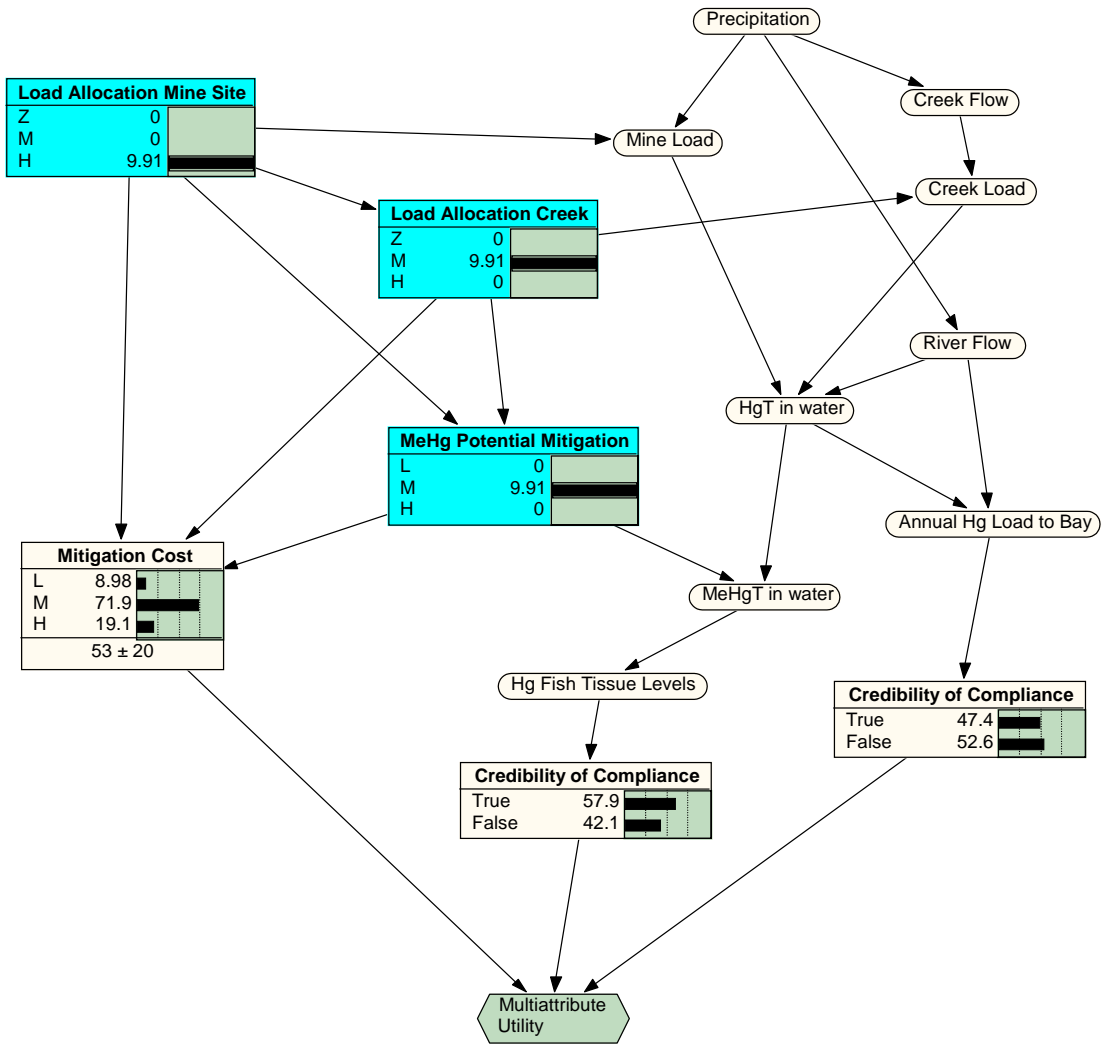 Precipitation
Load Allocation Mine Site
Z 0
M 0
H 9.91
Creek Flow
Mine Load
Creek Load
Load Allocation Creek
Z 0
M 9.91
H 0
River Flow
HgT in water
MeHg Potential Mitigation
L 0
M 9.91
H 0
Annual Hg Load to Bay
Mitigation Cost
L 8.98
M 71.9
H 19.1
53 ± 20
MeHgT in water
Hg Fish Tissue Levels
Credibility of Compliance
True 47.4
False 52.6
Credibility of Compliance
True 57.9
False 42.1
Multiattribute
Utility